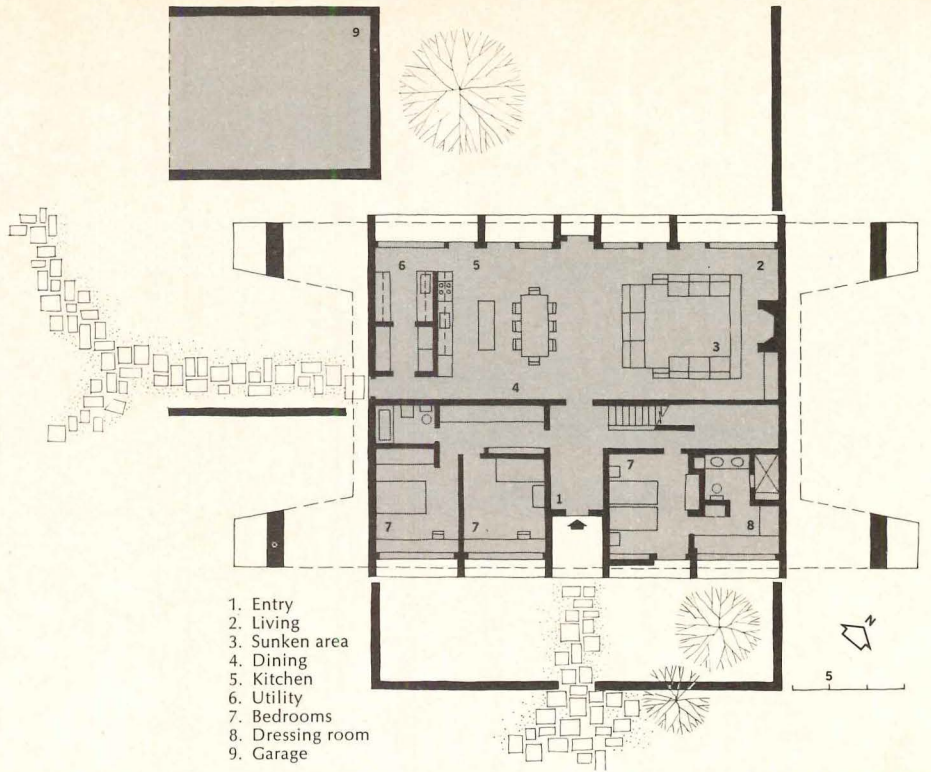 9
6
5
2
3
4
7
1
7
7
8
1. Entry
2. Living
3. Sunken area
4. Dining
5. Kitchen
6. Utility
7. Bedrooms
8. Dressing room
9. Garage
N
5